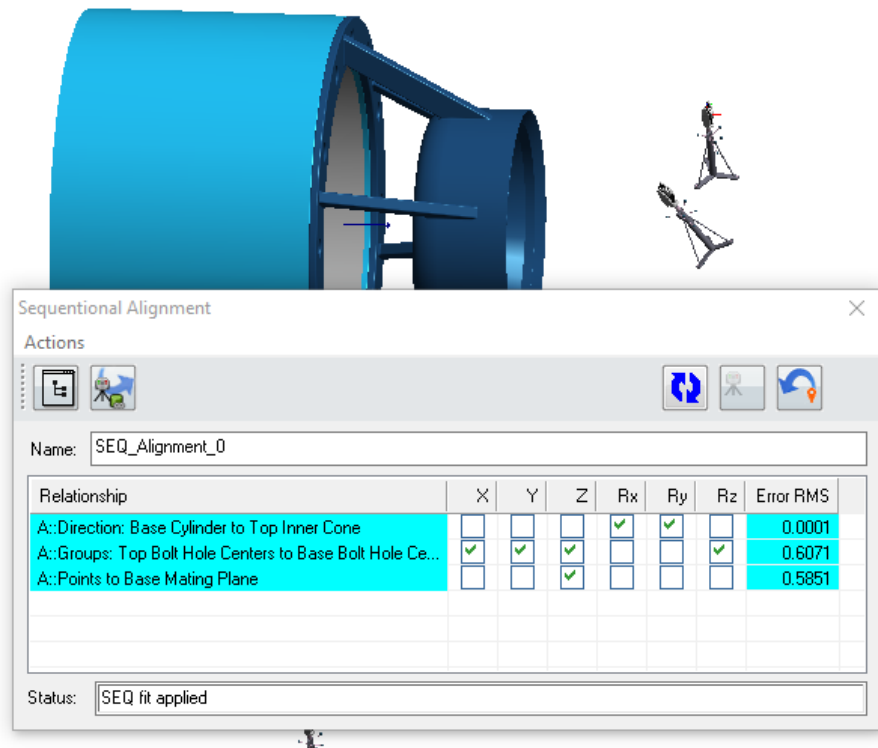 Sequentional Alignment
Actions
Name: SEQ_Alignment_0
Relationship X Y Z Rx Ry Rz Error RMS
A::Direction: Base Cylinder to Top Inner Cone 0.0001
A::Groups: Top Bolt Hole Centers to Base Bolt Hole Ce... 0.6071
A::Points to Base Mating Plane 0.5851
Status: SEQ fit applied